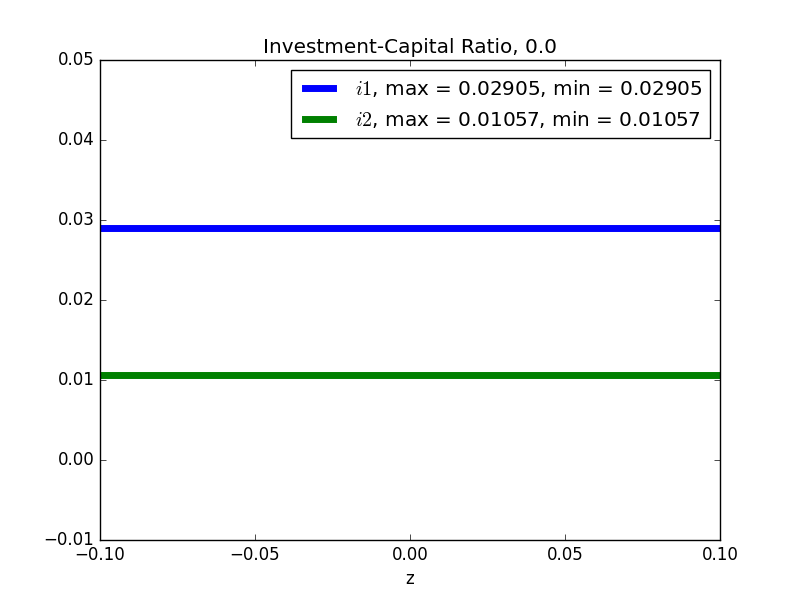 Investment-Capital Ratio, 0.0
i1, max = 0.02905, min = 0.02905
i2, max = 0.01057, min = 0.01057
0.05
0.04
0.03
0.02
0.01
0.00
−0.01
−0.10 −0.05 0.00 0.05 0.10
z